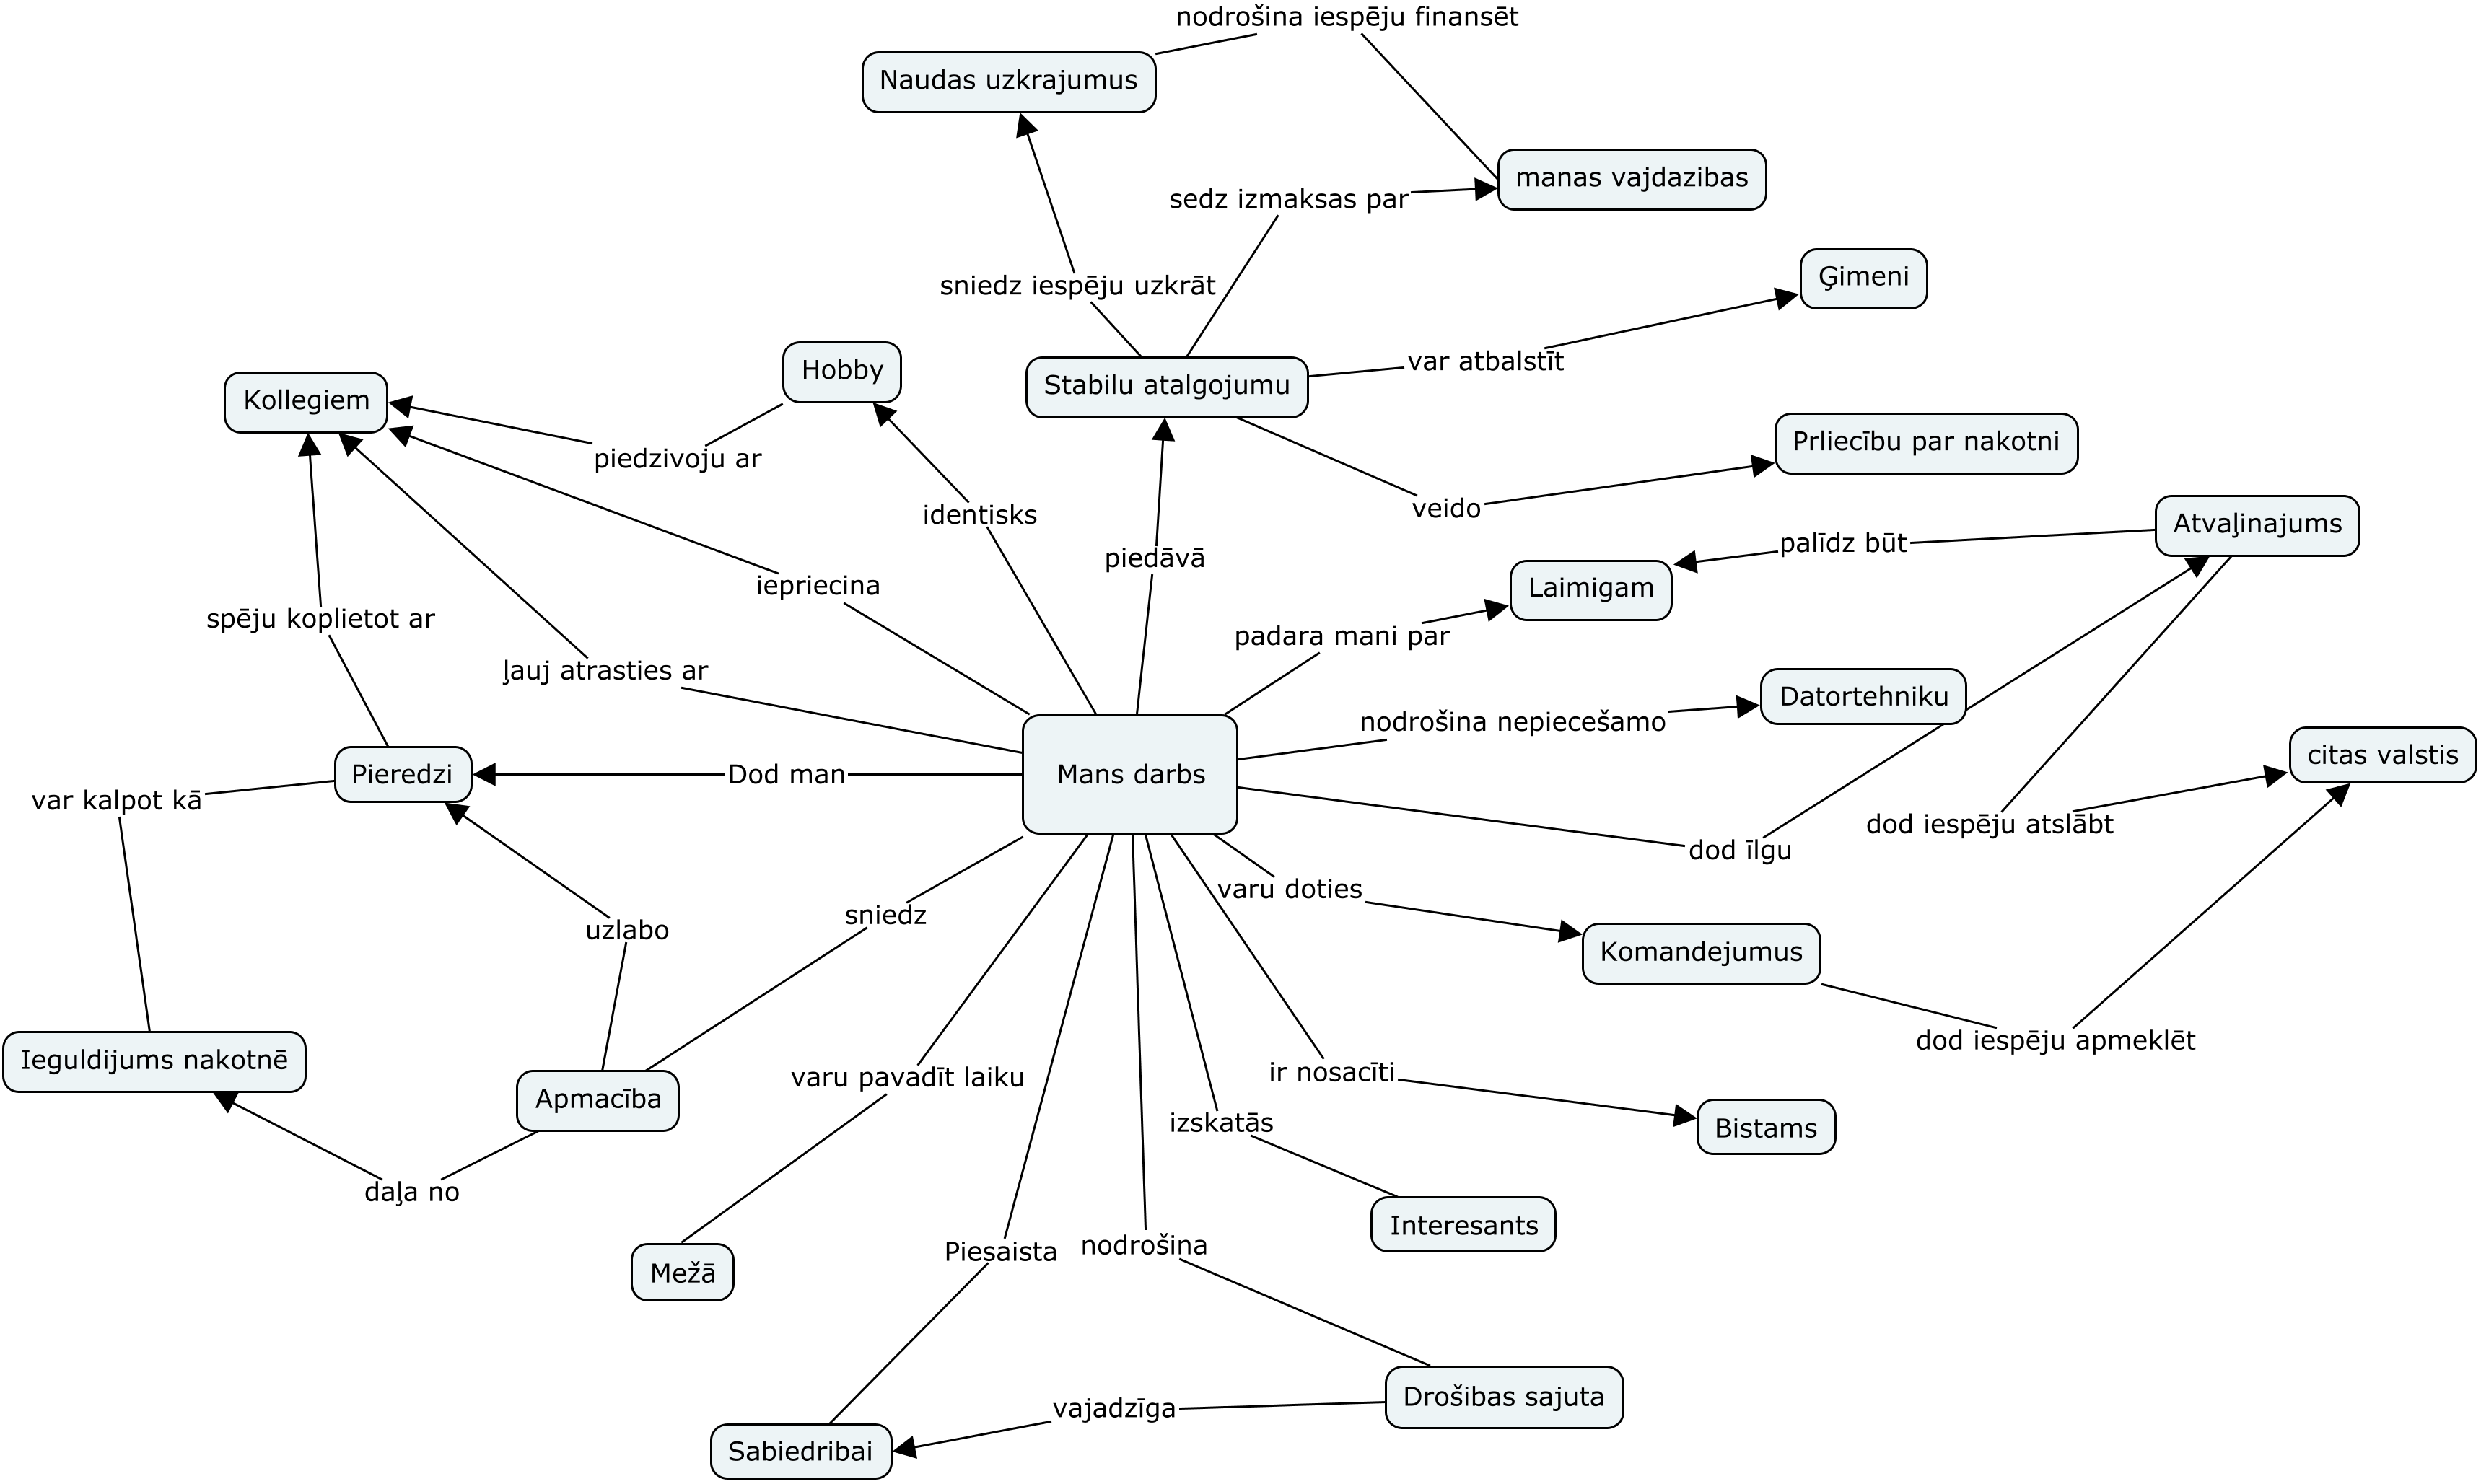 nodrošina iespēju finansēt
Naudas uzkrajumus
manas vajdazibas
sedz izmaksas par
Ģimeni
sniedz iespēju uzkrāt
var atbalstīt
Hobby
Stabilu atalgojumu
Kollegiem
Prliecību par nakotni
piedzivoju ar
veido
identisks
Atvaļinajums
palīdz būt
piedāvā
iepriecina
Laimigam
spēju koplietot ar
padara mani par
ļauj atrasties ar
Datortehniku
nodrošina nepiecešamo
citas valstis
Pieredzi
Dod man
Mans darbs
var kalpot kā
dod iespēju atslābt
dod īlgu
varu doties
sniedz
uzlabo
Komandejumus
dod iespēju apmeklēt
Ieguldijums nakotnē
ir nosacīti
varu pavadīt laiku
Apmacība
izskatās
Bistams
daļa no
Interesants
Piesaista
nodrošina
Mežā
Drošibas sajuta
vajadzīga
Sabiedribai